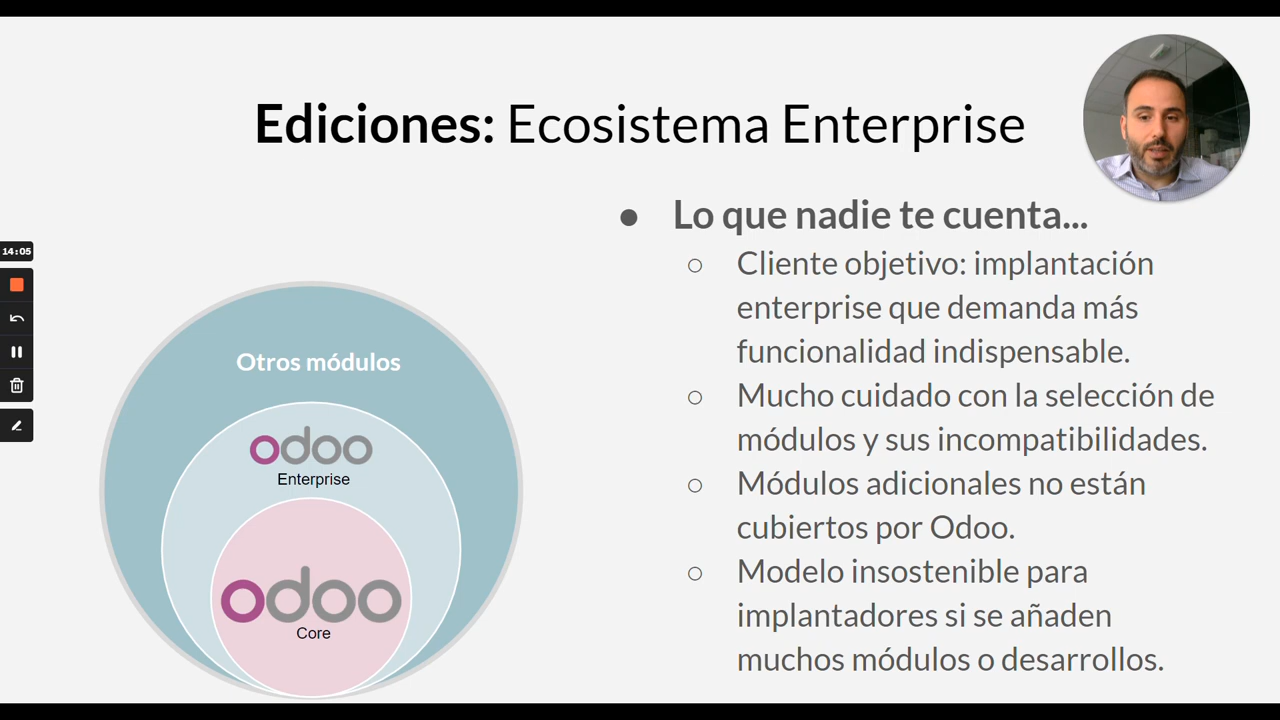 Ediciones: Ecosistema Enterprise
● Lo que nadie te cuenta...
○ Cliente objetivo: implantación
enterprise que demanda más
funcionalidad indispensable.
○ Mucho cuidado con la selección de
módulos y sus incompatibilidades.
○ Módulos adicionales no están
cubiertos por Odoo.
○ Modelo insostenible para
implantadores si se añaden
muchos módulos o desarrollos.
14:05
Otros módulos
odoo
Enterprise
odoo
Core